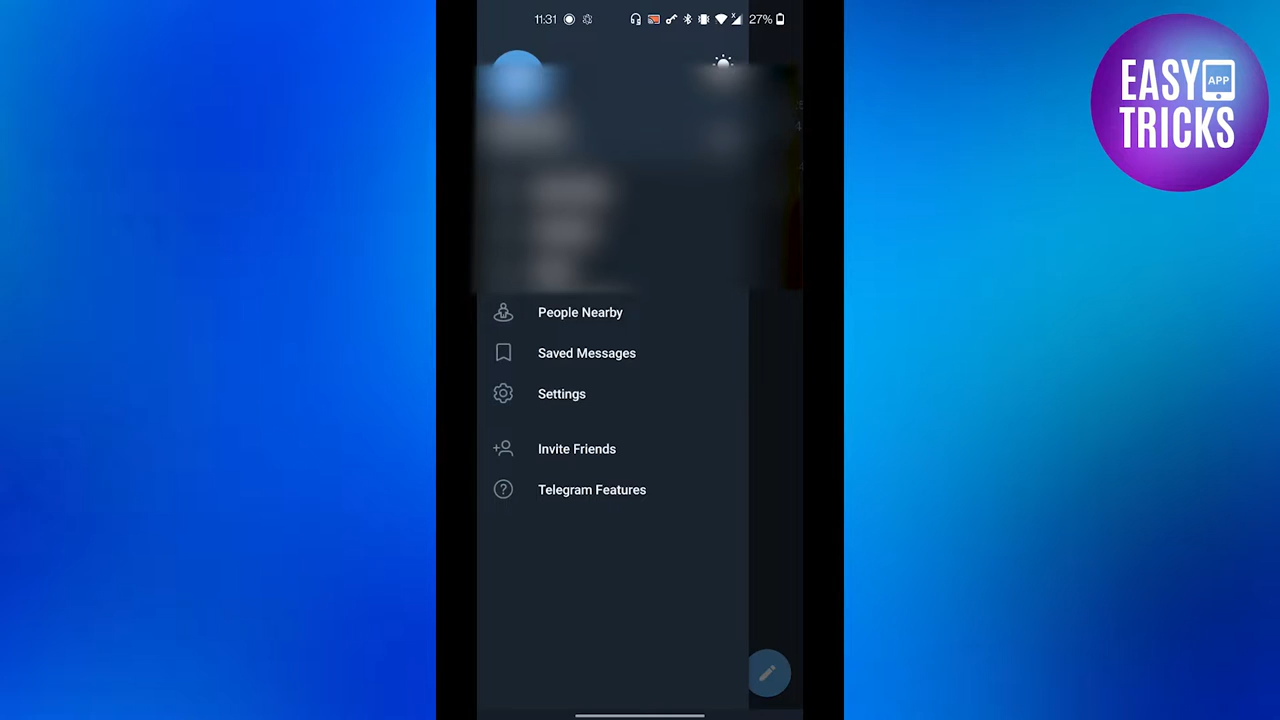 11:31
27%
EASY
APP
TRICKS
People Nearby
Saved Messages
Settings
Invite Friends
Telegram Features